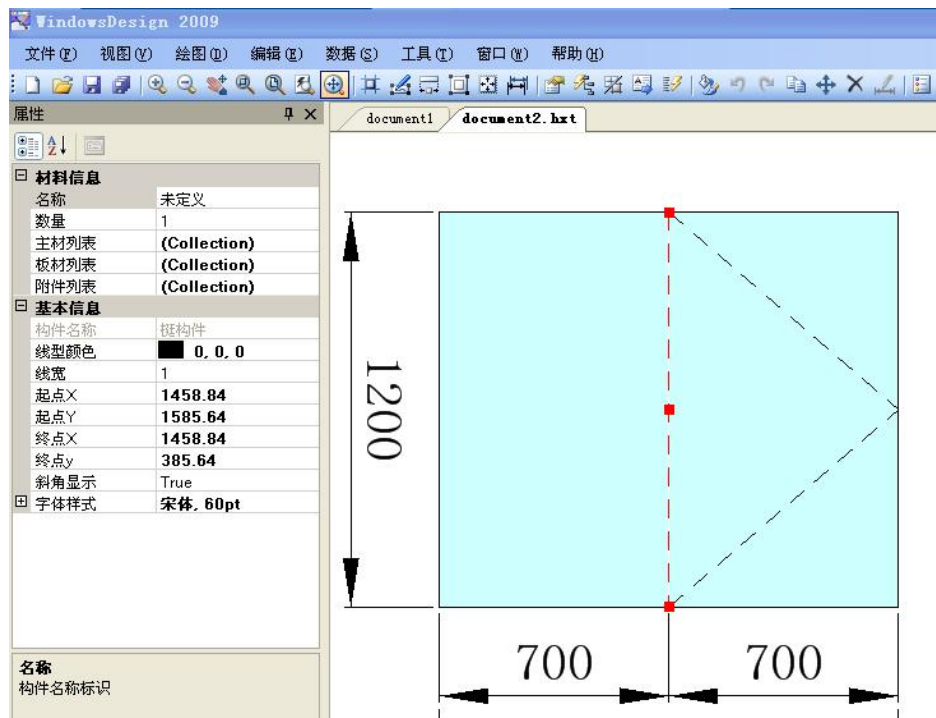 WindowsDesign 2009
文件(F) 视图(V) 绘图(D) 编辑(E) 数据(S) 工具(T) 窗口(W) 帮助(H)
属性
document1 document2.hxt
材料信息
名称 未定义
数量 1
主材列表 (Collection)
板材列表 (Collection)
附件列表 (Collection)
基本信息
构件名称 梃构件
线型颜色 0, 0, 0
线宽 1
起点X 1458.84
起点Y 1585.64
终点X 1458.84
终点y 385.64
斜角显示 True
字体样式 宋体, 60pt
1200
700 700
名称
构件名称标识